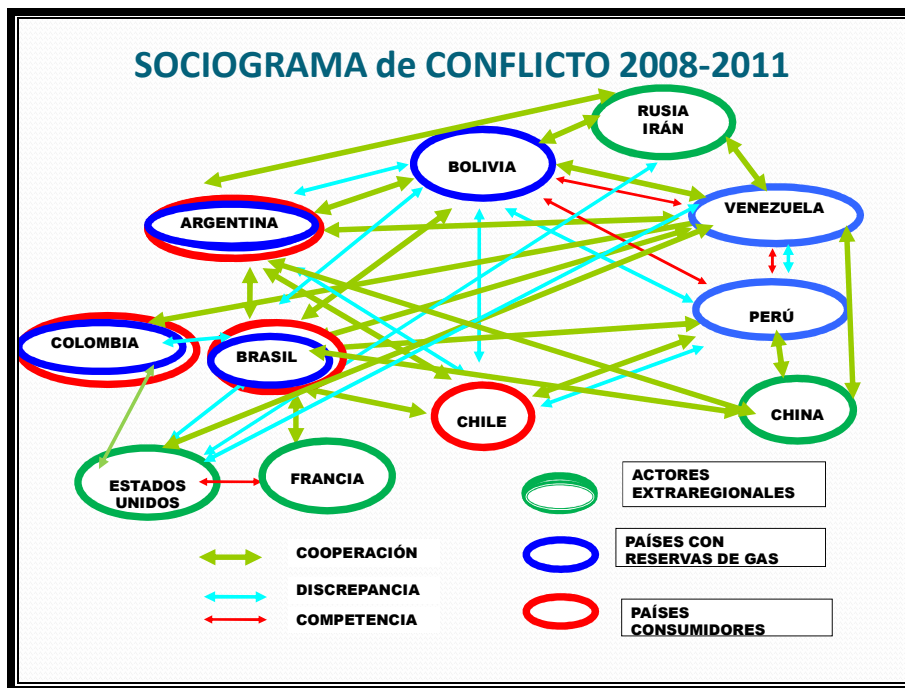 SOCIOGRAMA de CONFLICTO 2008-2011
RUSIA
IRÁN
BOLIVIA
VENEZUELA
ARGENTINA
PERÚ
COLOMBIA
BRASIL
CHILE
CHINA
ESTADOS
UNIDOS
FRANCIA
ACTORES
EXTRAREGIONALES
COOPERACIÓN
PAÍSES CON
RESERVAS DE GAS
DISCREPANCIA
COMPETENCIA
PAÍSES
CONSUMIDORES